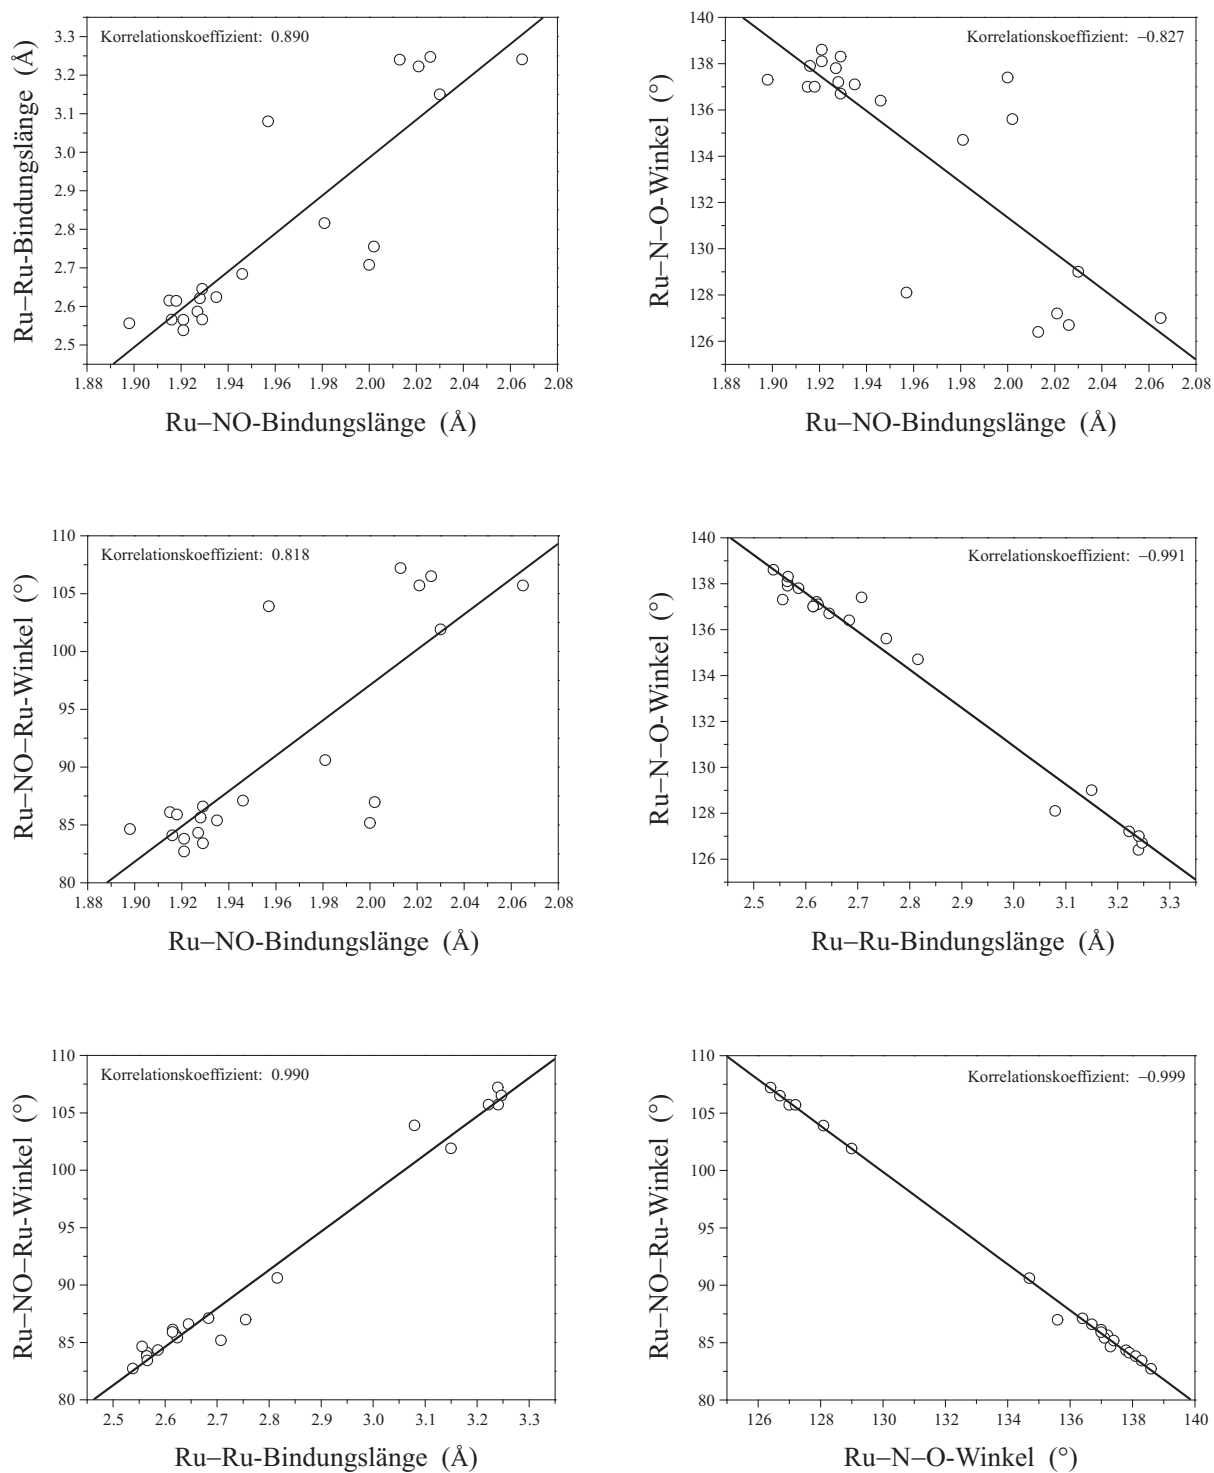 Korrelationskoeffizient: 0.890
Ru–Ru-Bindungslänge (Å)
3.3
3.2
3.1
3.0
2.9
2.8
2.7
2.6
2.5
1.88 1.90 1.92 1.94 1.96 1.98 2.00 2.02 2.04 2.06 2.08
Ru–NO-Bindungslänge (Å)
Korrelationskoeffizient: –0.827
Ru–N–O-Winkel (°)
140
138
136
134
132
130
128
126
1.88 1.90 1.92 1.94 1.96 1.98 2.00 2.02 2.04 2.06 2.08
Ru–NO-Bindungslänge (Å)
Korrelationskoeffizient: 0.818
Ru–NO–Ru-Winkel (°)
110
105
100
95
90
85
80
1.88 1.90 1.92 1.94 1.96 1.98 2.00 2.02 2.04 2.06 2.08
Ru–NO-Bindungslänge (Å)
Korrelationskoeffizient: –0.991
Ru–N–O-Winkel (°)
140
138
136
134
132
130
128
126
2.5 2.6 2.7 2.8 2.9 3.0 3.1 3.2 3.3
Ru–Ru-Bindungslänge (Å)
Korrelationskoeffizient: 0.990
Ru–NO–Ru-Winkel (°)
110
105
100
95
90
85
80
2.5 2.6 2.7 2.8 2.9 3.0 3.1 3.2 3.3
Ru–Ru-Bindungslänge (Å)
Korrelationskoeffizient: –0.999
Ru–NO–Ru-Winkel (°)
110
105
100
95
90
85
80
126 128 130 132 134 136 138 140
Ru–N–O-Winkel (°)